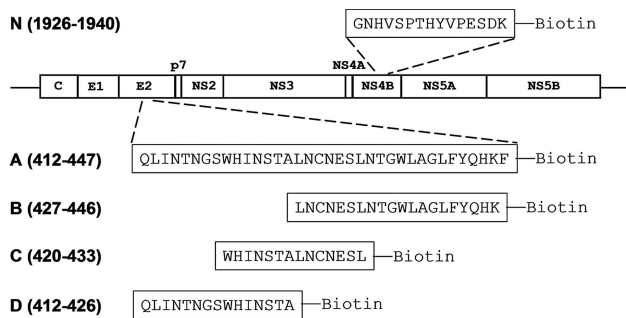 N (1926-1940) GNHVSPTHYVPESDK Biotin
p7 NS4A
C E1 E2 NS2 NS3 NS4B NS5A NS5B
A (412-447) QLINTNGSWHINSTALNCNESLNTGWLAGLFYQHKF Biotin
B (427-446) LNCNESLNTGWLAGLFYQHK Biotin
C (420-433) WHINSTALNCNESL Biotin
D (412-426) QLINTNGSWHINSTA Biotin